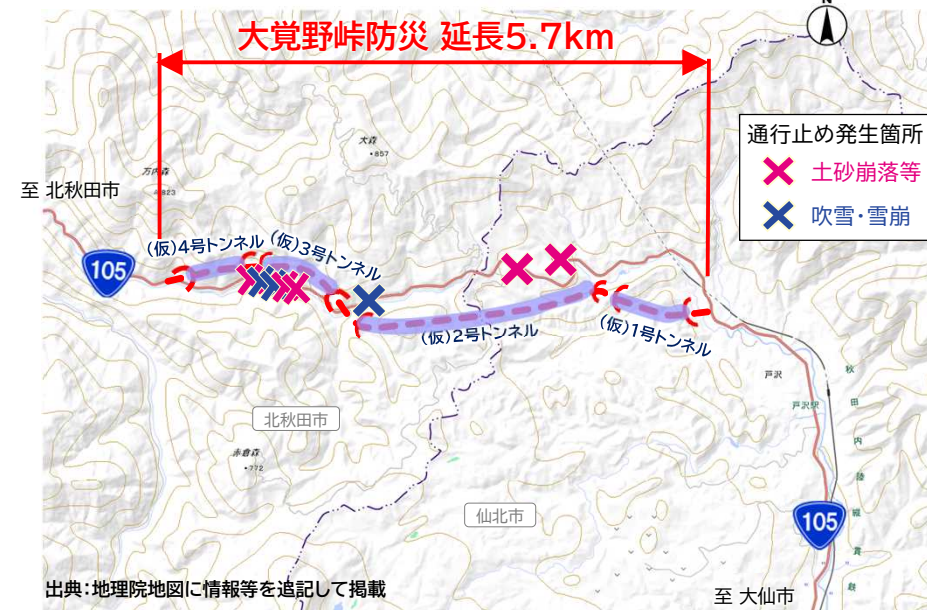 N
大覚野峠防災 延長5.7km
通行止め発生箇所
土砂崩落等
吹雪・雪崩
大森
・857
万内森
・823
至 北秋田市
(仮)4号トンネル
(仮)3号トンネル
105
(仮)2号トンネル
(仮)1号トンネル
戸沢
戸沢駅
秋田内陸縦貫鉄
北秋田市
赤倉森
・772
仙北市
105
出典:地理院地図に情報等を追記して掲載
至 大仙市